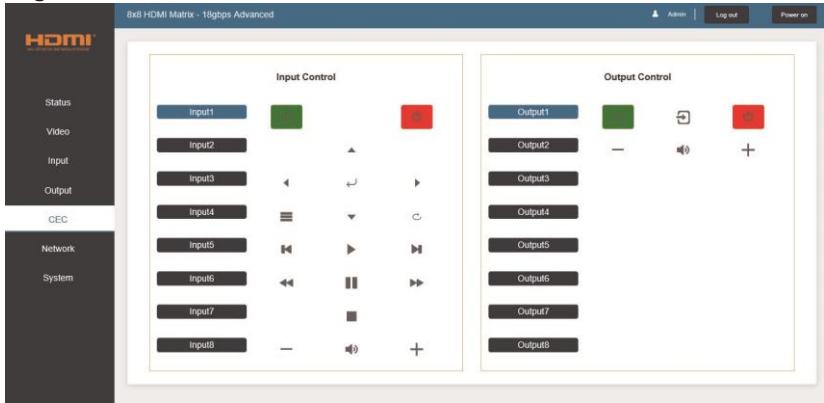 8x8 HDMI Matrix - 18gbps Advanced
Admin
Log out
Power on
HDMI
Status
Video
Input
Output
CEC
Network
System
Input Control
Input1
Input2
Input3
Input4
Input5
Input6
Input7
Input8
Output Control
Output1
Output2
Output3
Output4
Output5
Output6
Output7
Output8